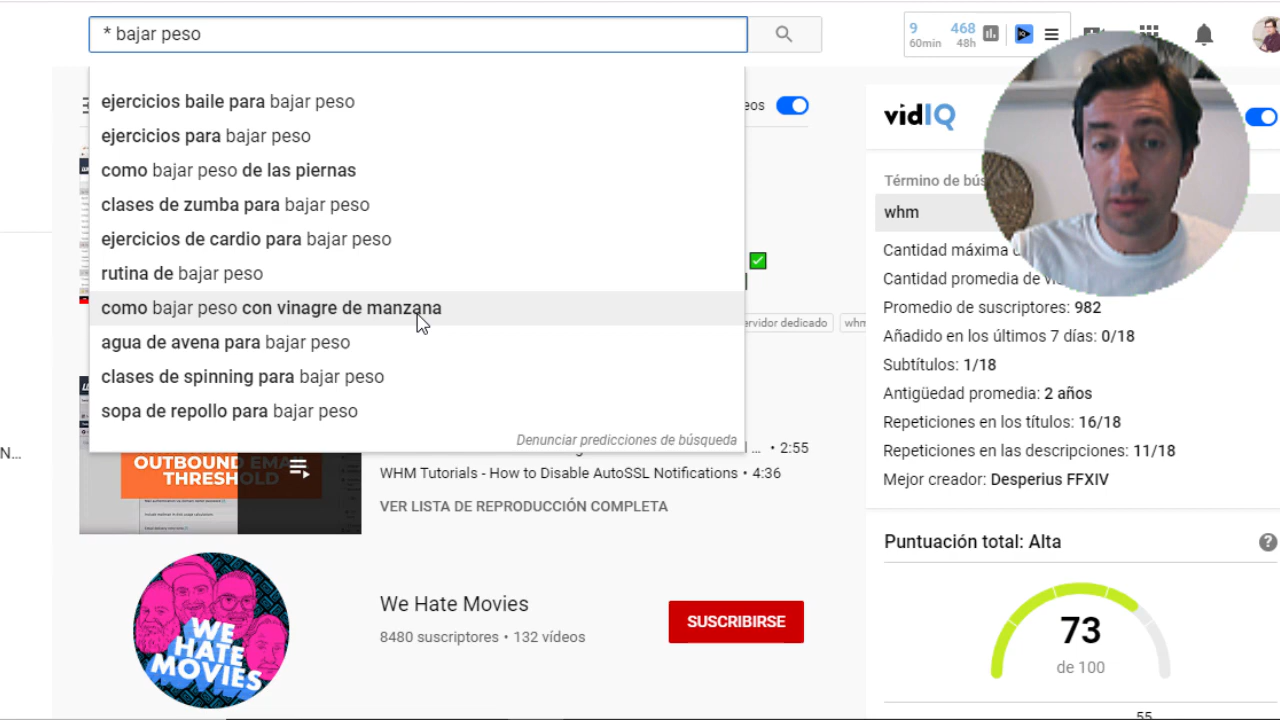 * bajar peso
9 468
60min 48h
ejercicios baile para bajar peso
ejercicios para bajar peso
como bajar peso de las piernas
clases de zumba para bajar peso
ejercicios de cardio para bajar peso
rutina de bajar peso
como bajar peso con vinagre de manzana
agua de avena para bajar peso
clases de spinning para bajar peso
sopa de repollo para bajar peso
Denunciar predicciones de búsqueda
eos
ervidor dedicado
whm
N...
OUTBOUND EMAIL
THRESHOLD
... • 2:55
WHM Tutorials - How to Disable AutoSSL Notifications • 4:36
VER LISTA DE REPRODUCCIÓN COMPLETA
WE
HATE
MOVIES
We Hate Movies
8480 suscriptores • 132 vídeos
SUSCRIBIRSE
vidIQ
Término de bús
whm
Cantidad máxima
Cantidad promedia de
Promedio de suscriptores: 982
Añadido en los últimos 7 días: 0/18
Subtítulos: 1/18
Antigüedad promedia: 2 años
Repeticiones en los títulos: 16/18
Repeticiones en las descripciones: 11/18
Mejor creador: Desperius FFXIV
Puntuación total: Alta
?
73
de 100
55